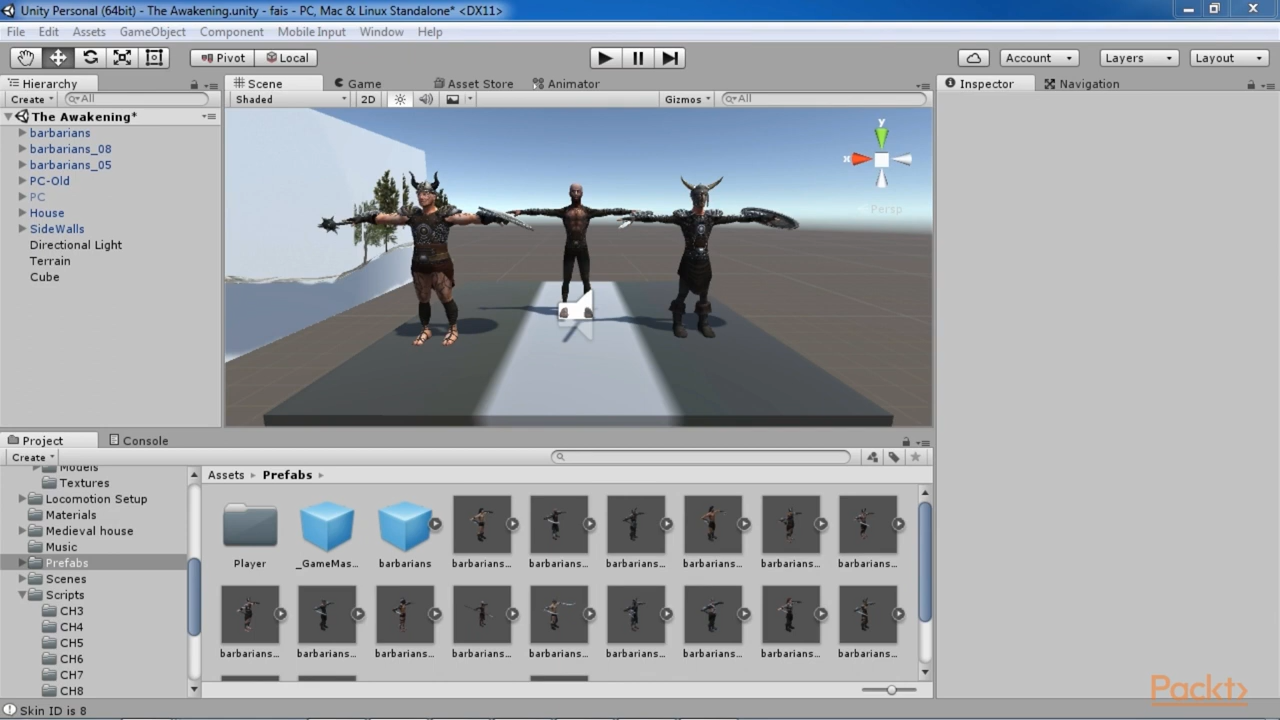 Unity Personal (64bit) - The Awakening.unity - fais - PC, Mac & Linux Standalone* <DX11>
File Edit Assets GameObject Component Mobile Input Window Help
Pivot Local Account Layers Layout
Hierarchy
Create All
The Awakening*
barbarians
barbarians_08
barbarians_05
PC-Old
PC
House
SideWalls
Directional Light
Terrain
Cube
Scene Game Asset Store Animator
Shaded 2D Gizmos All
y
x
Persp
Inspector Navigation
Project Console
Create
Models
Textures
Locomotion Setup
Materials
Medieval house
Music
Prefabs
Scenes
Scripts
CH3
CH4
CH5
CH6
CH7
CH8
Assets Prefabs
Player _GameMas... barbarians barbarians... barbarians... barbarians... barbarians... barbarians... barbarians...
barbarians... barbarians... barbarians... barbarians... barbarians... barbarians... barbarians... barbarians... barbarians...
Skin ID is 8
Packt